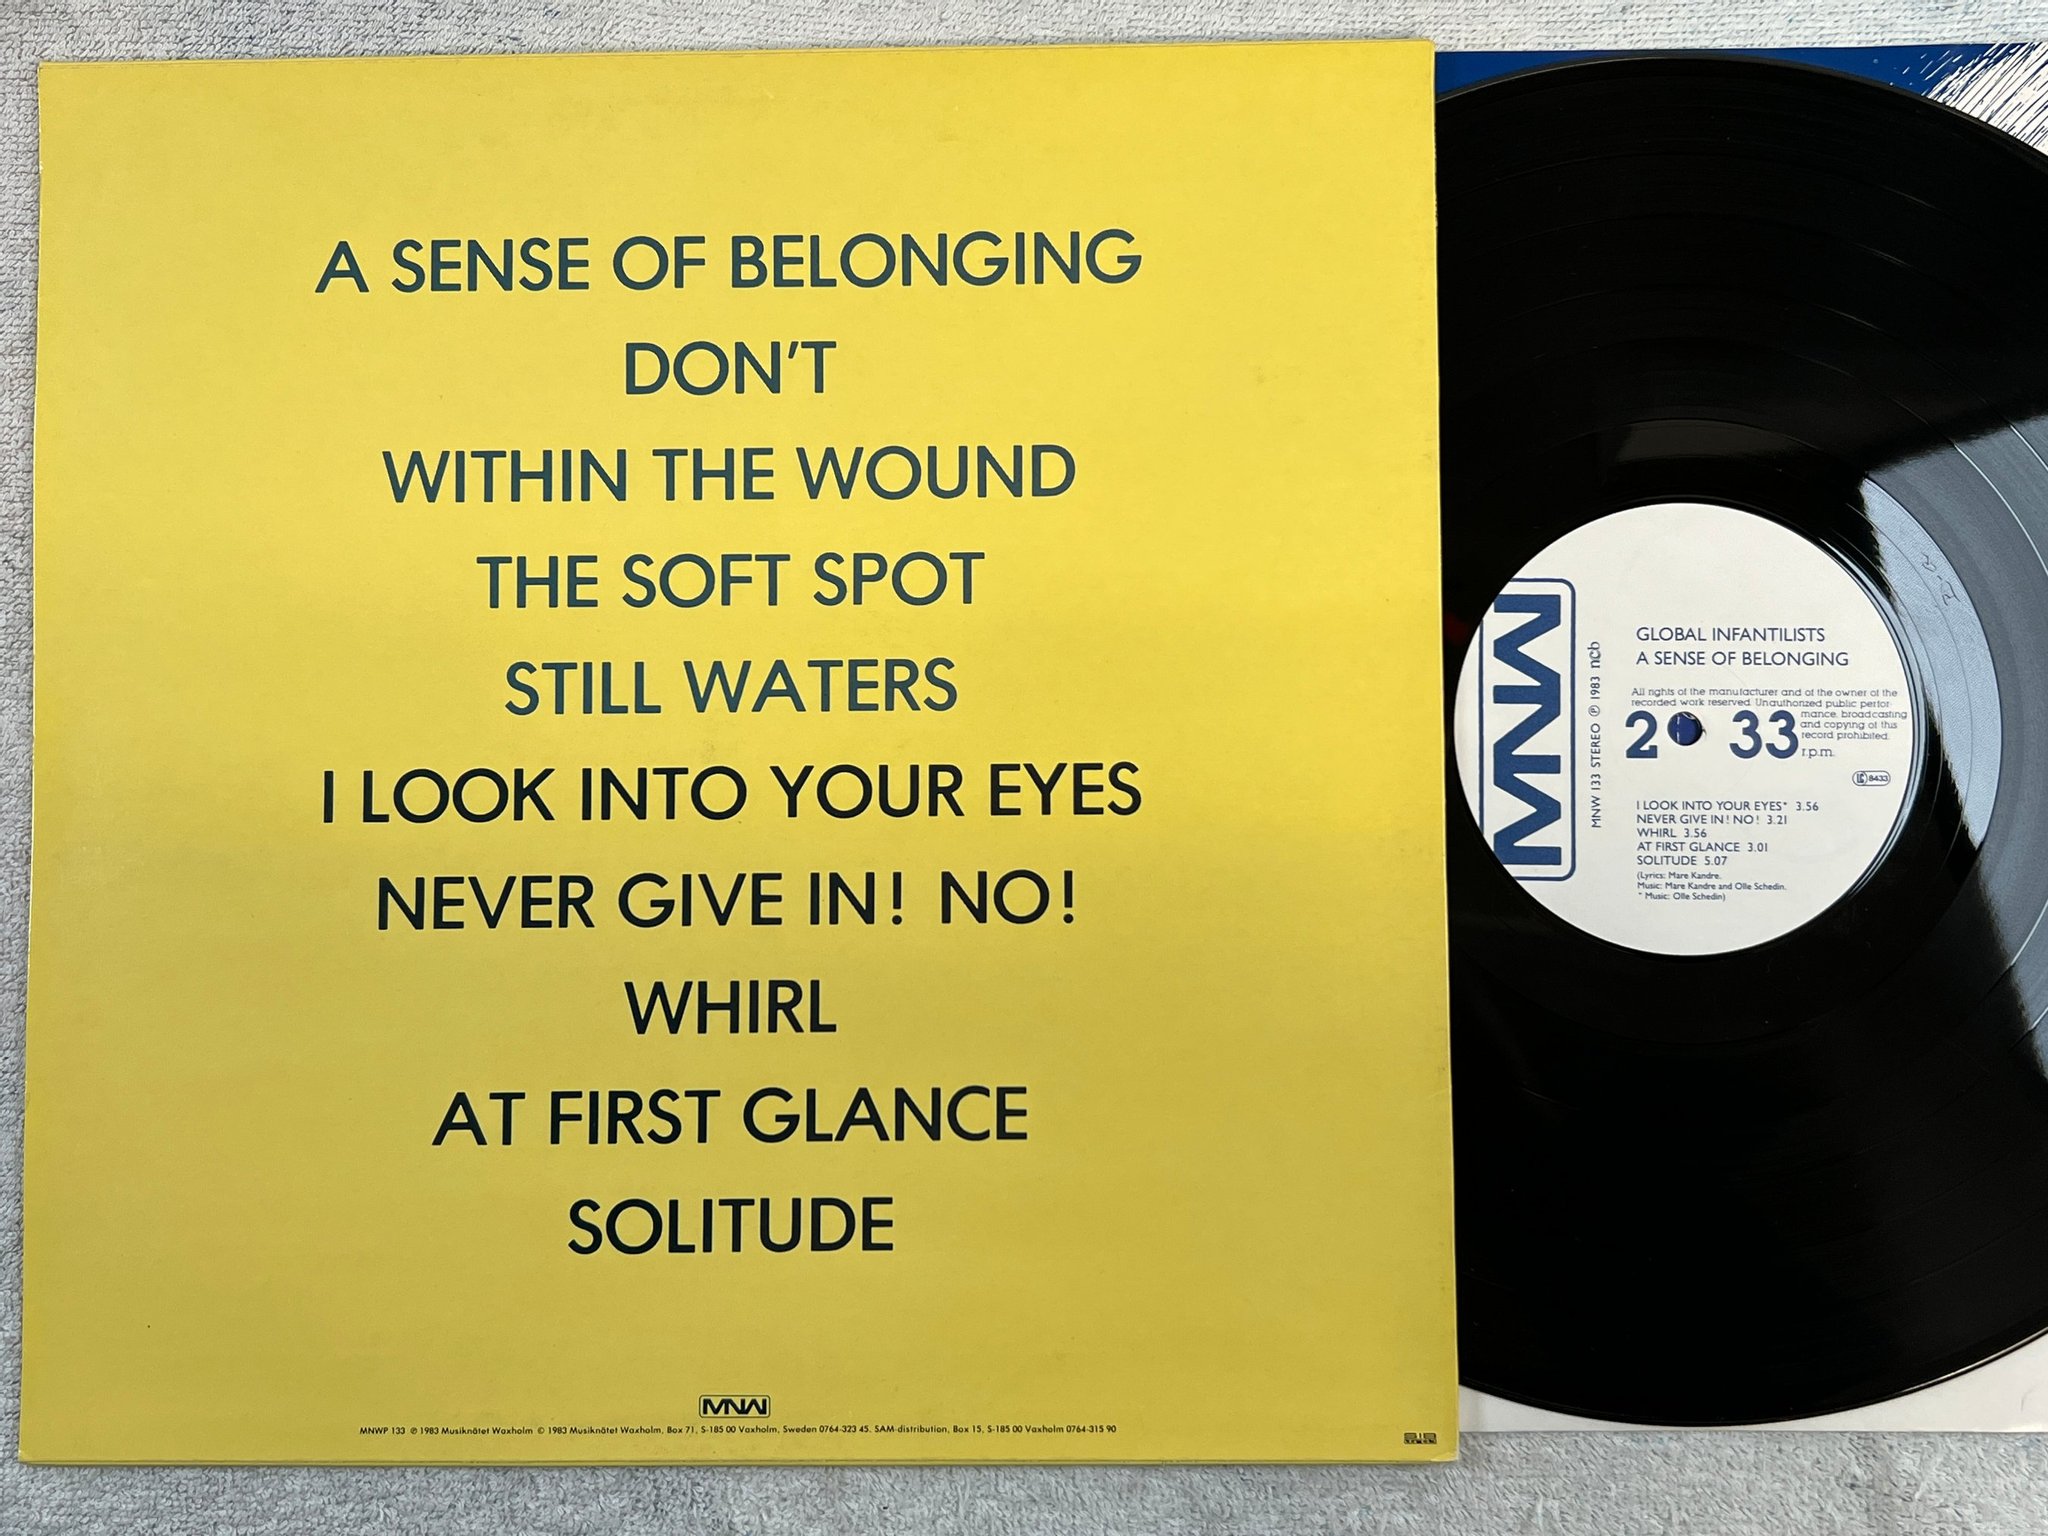 A SENSE OF BELONGING
DON'T
WITHIN THE WOUND
THE SOFT SPOT
STILL WATERS
I LOOK INTO YOUR EYES
NEVER GIVE IN! NO!
WHIRL
AT FIRST GLANCE
SOLITUDE
MNW
MNWP 133 ℗ 1983 Musiknätet Waxholm © 1983 Musiknätet Waxholm, Box 71, S-185 00 Vaxholm, Sweden 0764-323 45. SAM-distribution, Box 15, S-185 00 Vaxholm 0764-315 90
MNW
MNW 133 STEREO ℗ 1983 ncb
GLOBAL INFANTILISTS
A SENSE OF BELONGING
All rights of the manufacturer and of the owner of the
recorded work reserved. Unauthorized public perfor-
mance, broadcasting
and copying of this
record prohibited.
2 33 r.p.m.
LC 8433
I LOOK INTO YOUR EYES* 3.56
NEVER GIVE IN! NO! 3.21
WHIRL 3.56
AT FIRST GLANCE 3.01
SOLITUDE 5.07
(Lyrics: Mare Kandre.
Music: Mare Kandre and Olle Schedin.
* Music: Olle Schedin)